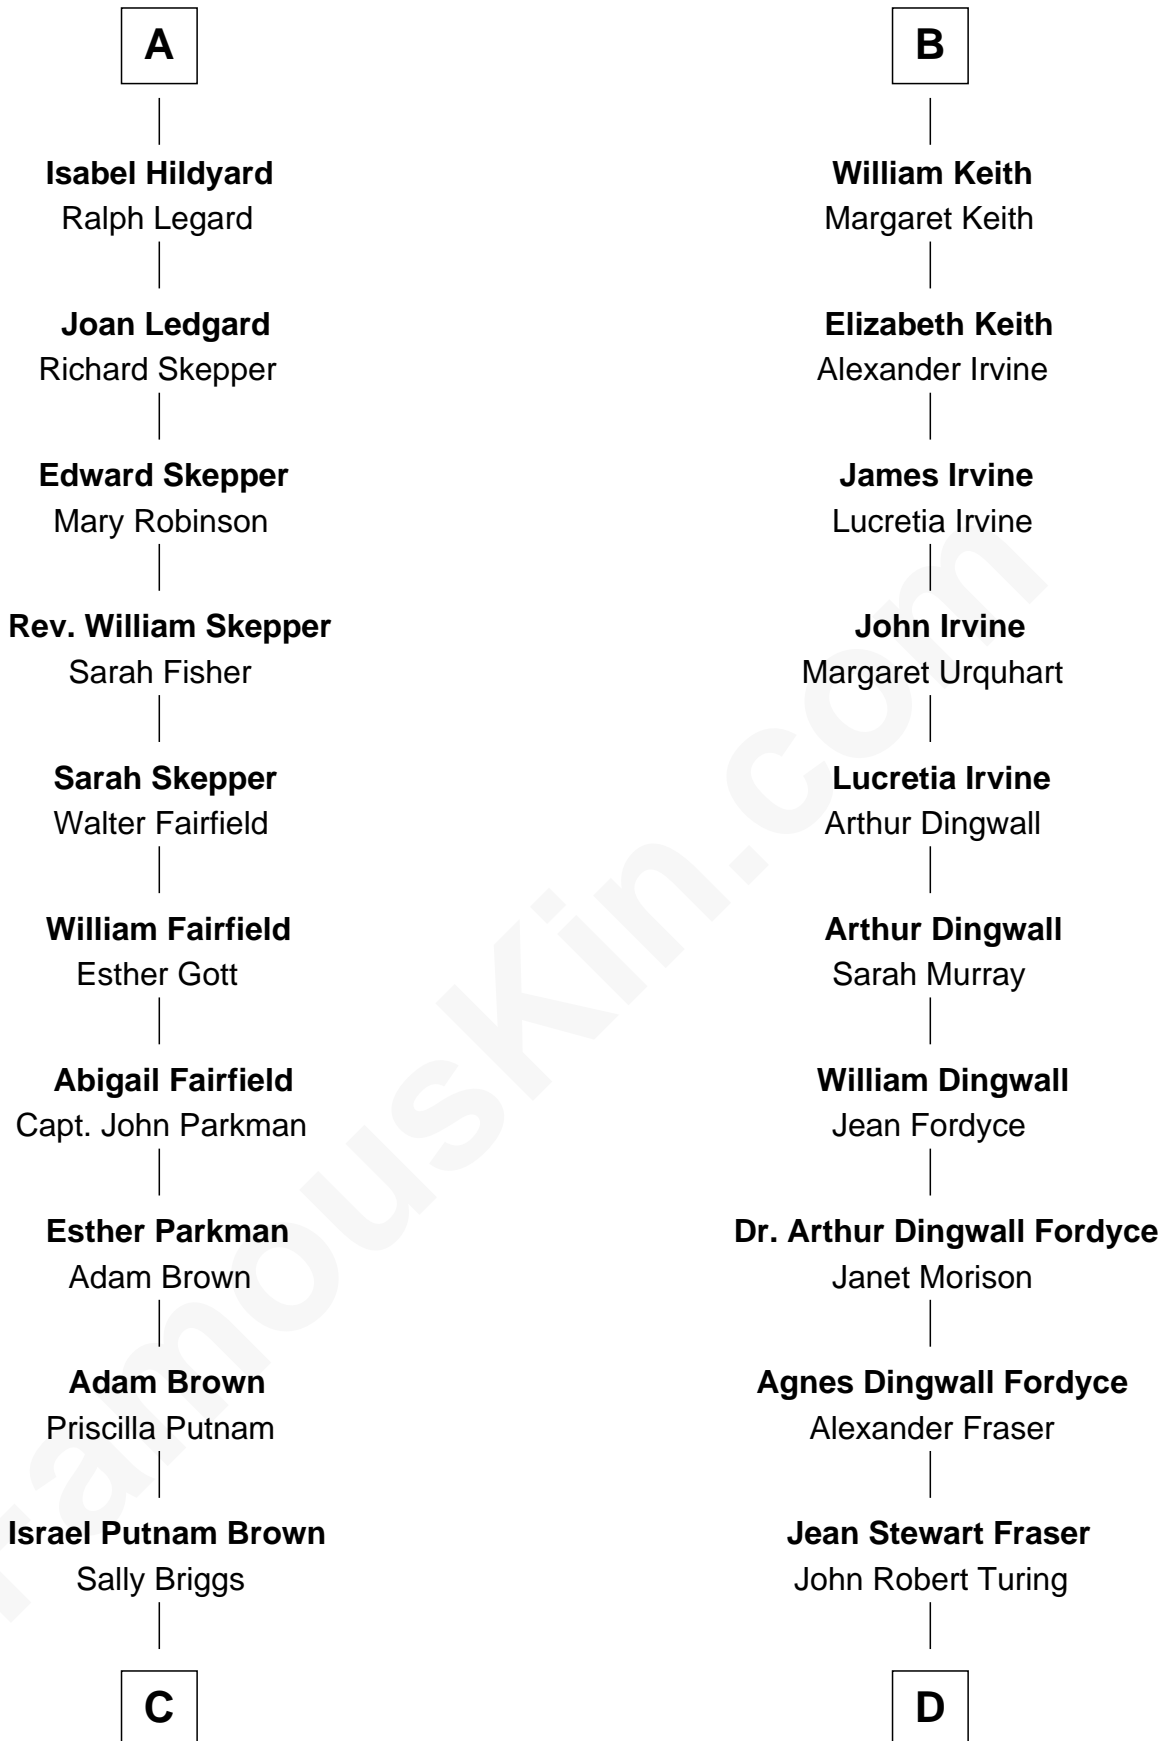 A
Isabel Hildyard
Ralph Legard
Joan Ledgard
Richard Skepper
Edward Skepper
Mary Robinson
Rev. William Skepper
Sarah Fisher
Sarah Skepper
Walter Fairfield
William Fairfield
Esther Gott
Abigail Fairfield
Capt. John Parkman
Esther Parkman
Adam Brown
Adam Brown
Priscilla Putnam
Israel Putnam Brown
Sally Briggs
C
B
William Keith
Margaret Keith
Elizabeth Keith
Alexander Irvine
James Irvine
Lucretia Irvine
John Irvine
Margaret Urquhart
Lucretia Irvine
Arthur Dingwall
Arthur Dingwall
Sarah Murray
William Dingwall
Jean Fordyce
Dr. Arthur Dingwall Fordyce
Janet Morison
Agnes Dingwall Fordyce
Alexander Fraser
Jean Stewart Fraser
John Robert Turing
D
FamousKin.com